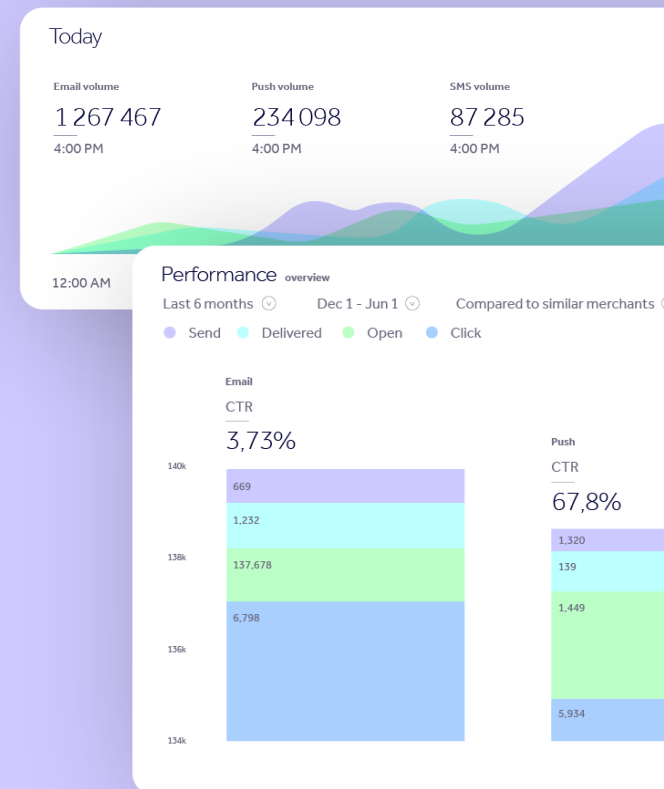 Today
Email volume Push volume SMS volume
1 267 467 234 098 87 285
4:00 PM 4:00 PM 4:00 PM
12:00 AM
Performance overview
Last 6 months Dec 1 - Jun 1 Compared to similar merchants
Send Delivered Open Click
Email
CTR
3,73%
Push
CTR
67,8%
140k
138k
136k
134k
669
1,232
137,678
6,798
1,320
139
1,449
5,934